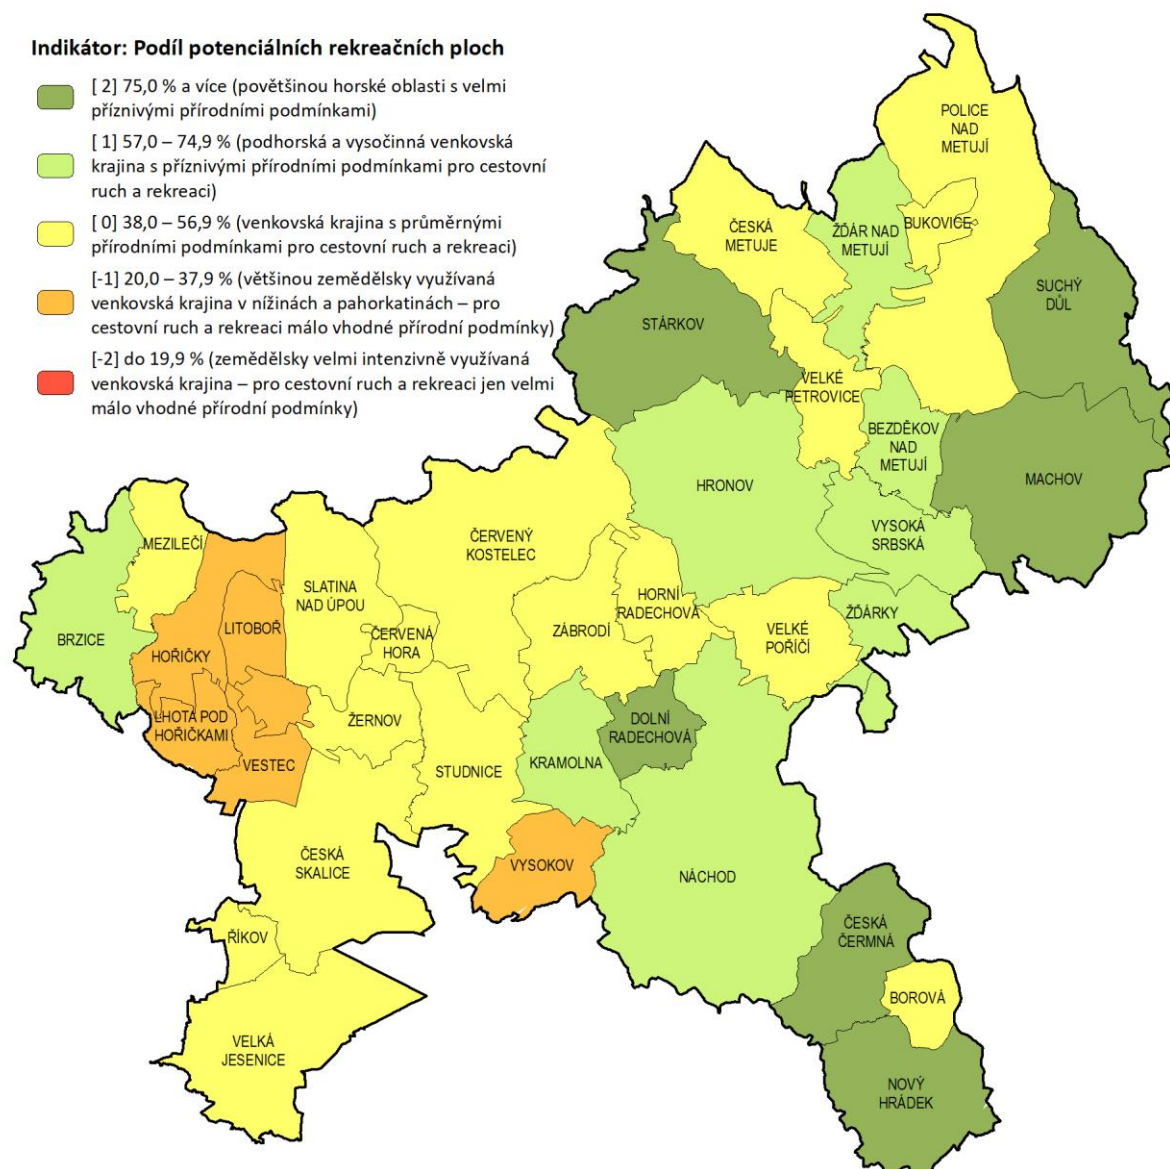 Indikátor: Podíl potenciálních rekreačních ploch
[ 2] 75,0 % a více (povětšinou horské oblasti s velmi
příznivými přírodními podmínkami)
[ 1] 57,0 – 74,9 % (podhorská a vysočinná venkovská
krajina s příznivými přírodními podmínkami pro cestovní
ruch a rekreaci)
[ 0] 38,0 – 56,9 % (venkovská krajina s průměrnými
přírodními podmínkami pro cestovní ruch a rekreaci)
[-1] 20,0 – 37,9 % (většinou zemědělsky využívaná
venkovská krajina v nížinách a pahorkatinách – pro
cestovní ruch a rekreaci málo vhodné přírodní podmínky)
[-2] do 19,9 % (zemědělsky velmi intenzivně využívaná
venkovská krajina – pro cestovní ruch a rekreaci jen velmi
málo vhodné přírodní podmínky)
POLICE
NAD
METUJÍ
BUKOVICE
ČESKÁ
METUJE
ŽĎÁR NAD
METUJÍ
SUCHÝ
DŮL
STÁRKOV
VELKÉ
PETROVICE
BEZDĚKOV
NAD
METUJÍ
MACHOV
HRONOV
VYSOKÁ
SRBSKÁ
ČERVENÝ
KOSTELEC
MEZILEČÍ
SLATINA
NAD ÚPOU
HORNÍ
RADECHOVÁ
ŽĎÁRKY
BRZICE
LITOBOŘ
HOŘIČKY
ČERVENÁ
HORA
ZÁBRODÍ
VELKÉ
POŘÍČÍ
LHOTA POD
HOŘIČKAMI
ŽERNOV
DOLNÍ
RADECHOVÁ
VESTEC
STUDNICE
KRAMOLNA
ČESKÁ
SKALICE
VYSOKOV
NÁCHOD
ŘÍKOV
ČESKÁ
ČERMNÁ
BOROVÁ
VELKÁ
JESENICE
NOVÝ
HRÁDEK